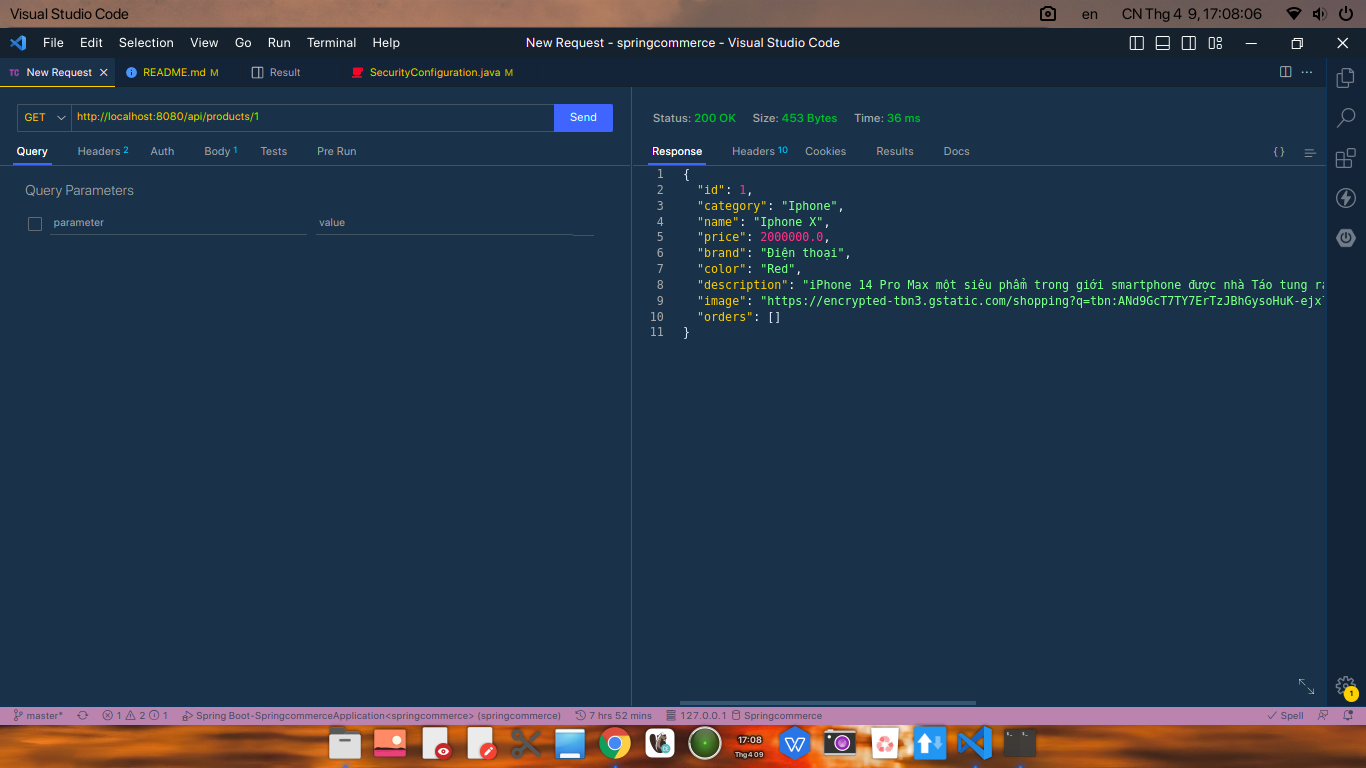 Visual Studio Code
en
CN Thg 4 9, 17:08:06
File Edit Selection View Go Run Terminal Help
New Request - springcommerce - Visual Studio Code
TC New Request
README.md M
Result
SecurityConfiguration.java M
GET
http://localhost:8080/api/products/1
Send
Query Headers 2 Auth Body 1 Tests Pre Run
Query Parameters
parameter value
Status: 200 OK Size: 453 Bytes Time: 36 ms
Response Headers 10 Cookies Results Docs
{ }
1 {
2 "id": 1,
3 "category": "Iphone",
4 "name": "Iphone X",
5 "price": 2000000.0,
6 "brand": "Điện thoại",
7 "color": "Red",
8 "description": "iPhone 14 Pro Max một siêu phẩm trong giới smartphone được nhà Táo tung
9 "image": "https://encrypted-tbn3.gstatic.com/shopping?q=tbn:ANd9GcT7TY7ErTzJBhGysoHuK-ejx
10 "orders": []
11 }
1
master*
1 2 1
Spring Boot-SpringcommerceApplication<springcommerce> (springcommerce)
7 hrs 52 mins
127.0.0.1
Springcommerce
Spell
17:08
Thg4 09